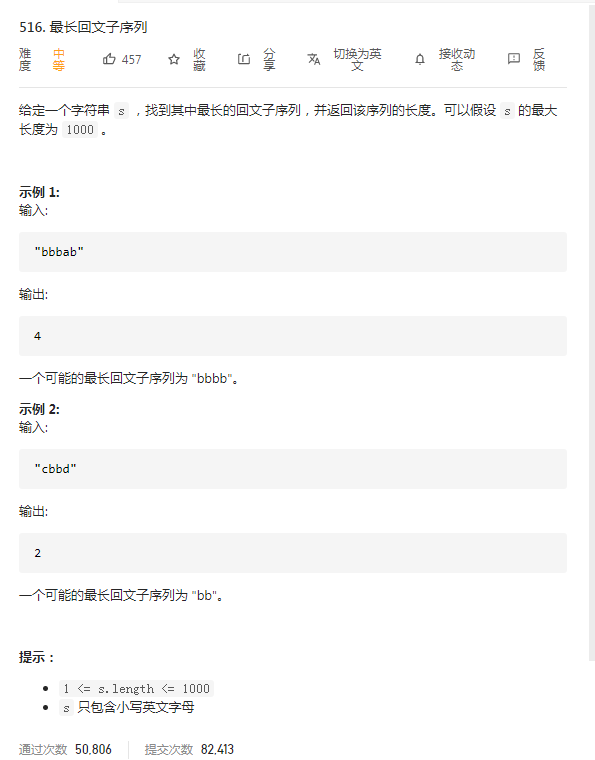 516. 最长回文子序列
难度 中等 457 收藏 分享 切换为英文 接收动态 反馈
给定一个字符串 s ，找到其中最长的回文子序列，并返回该序列的长度。可以假设 s 的最大
长度为 1000 。
示例 1:
输入:
"bbbab"
输出:
4
一个可能的最长回文子序列为 "bbbb"。
示例 2:
输入:
"cbbd"
输出:
2
一个可能的最长回文子序列为 "bb"。
提示：
1 <= s.length <= 1000
s 只包含小写英文字母
通过次数 50,806 提交次数 82,413